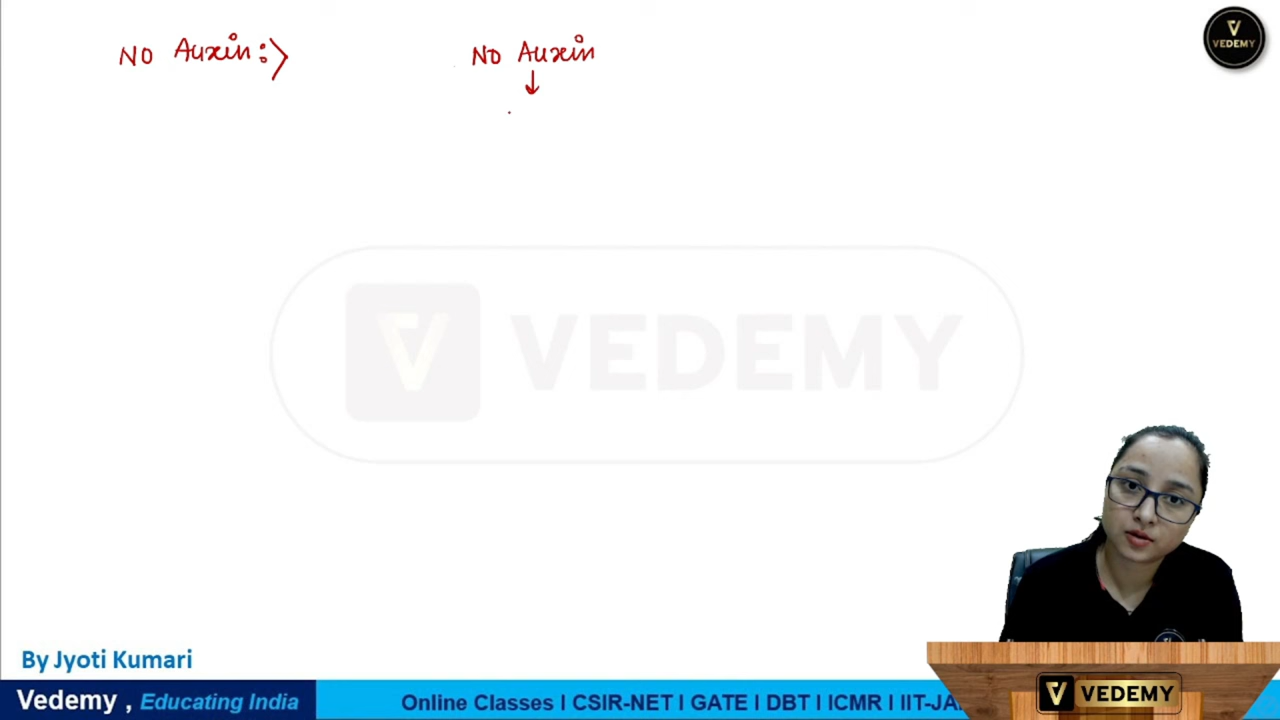 NO Auxin :>
NO Auxin
↓
V
VEDEMY
VEDEMY
By Jyoti Kumari
Vedemy , Educating India
Online Classes I CSIR-NET I GATE I DBT I ICMR I IIT-JA
VEDEMY